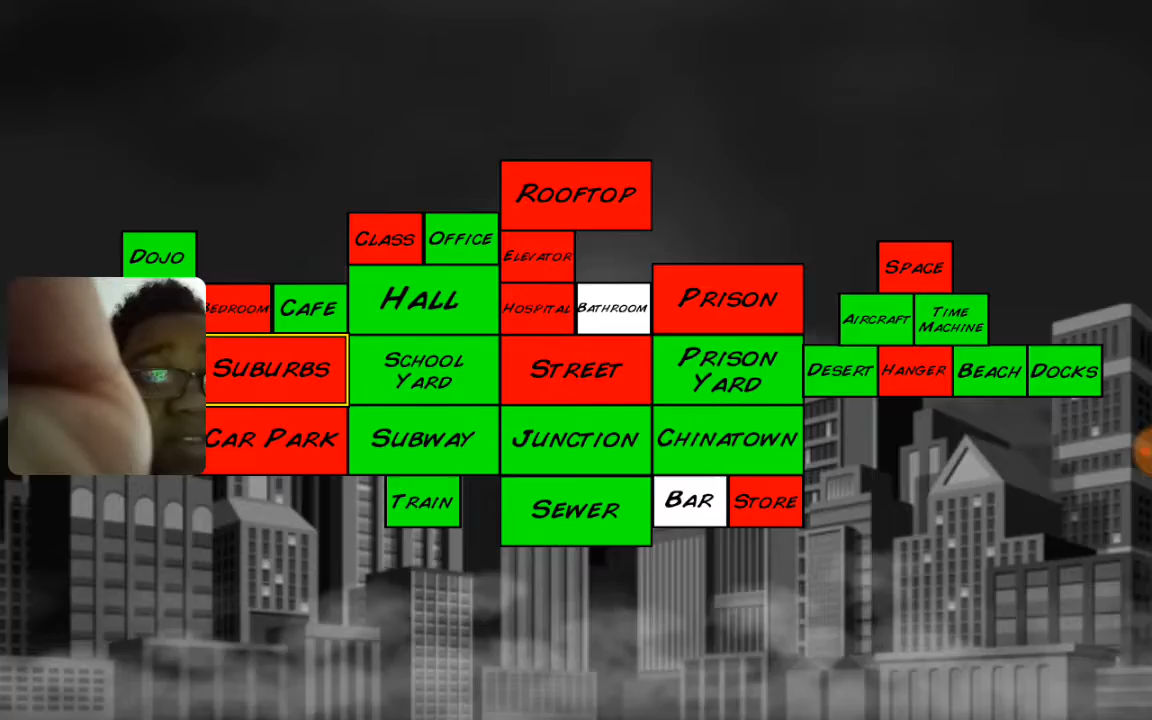 Rooftop
Class
Office
Elevator
Dojo
Space
Bedroom
Cafe
Hall
Hospital
Bathroom
Prison
Aircraft
Time
Machine
Suburbs
School
Yard
Street
Prison
Yard
Desert
Hanger
Beach
Docks
Car Park
Subway
Junction
Chinatown
Train
Sewer
Bar
Store